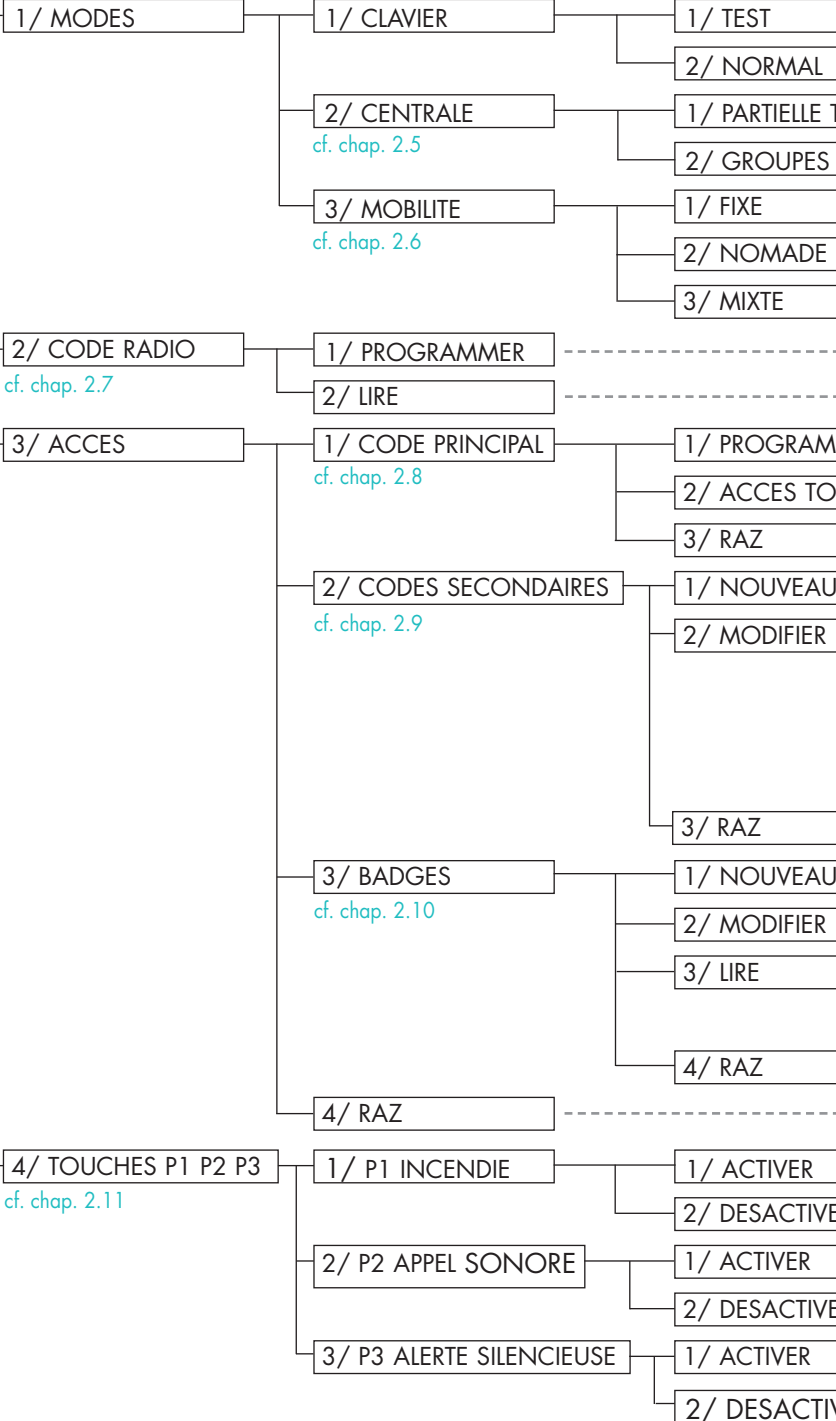 1/ MODES
1/ CLAVIER
1/ TEST
2/ NORMAL
2/ CENTRALE
cf. chap. 2.5
1/ PARTIELLE
2/ GROUPES
3/ MOBILITE
cf. chap. 2.6
1/ FIXE
2/ NOMADE
3/ MIXTE
2/ CODE RADIO
cf. chap. 2.7
1/ PROGRAMMER
2/ LIRE
3/ ACCES
1/ CODE PRINCIPAL
cf. chap. 2.8
1/ PROGRAM
2/ ACCES TO
3/ RAZ
2/ CODES SECONDAIRES
cf. chap. 2.9
1/ NOUVEAU
2/ MODIFIER
3/ RAZ
3/ BADGES
cf. chap. 2.10
1/ NOUVEAU
2/ MODIFIER
3/ LIRE
4/ RAZ
4/ RAZ
4/ TOUCHES P1 P2 P3
cf. chap. 2.11
1/ P1 INCENDIE
1/ ACTIVER
2/ DESACTIVE
2/ P2 APPEL SONORE
1/ ACTIVER
2/ DESACTIVE
3/ P3 ALERTE SILENCIEUSE
1/ ACTIVER
2/ DESACTIV